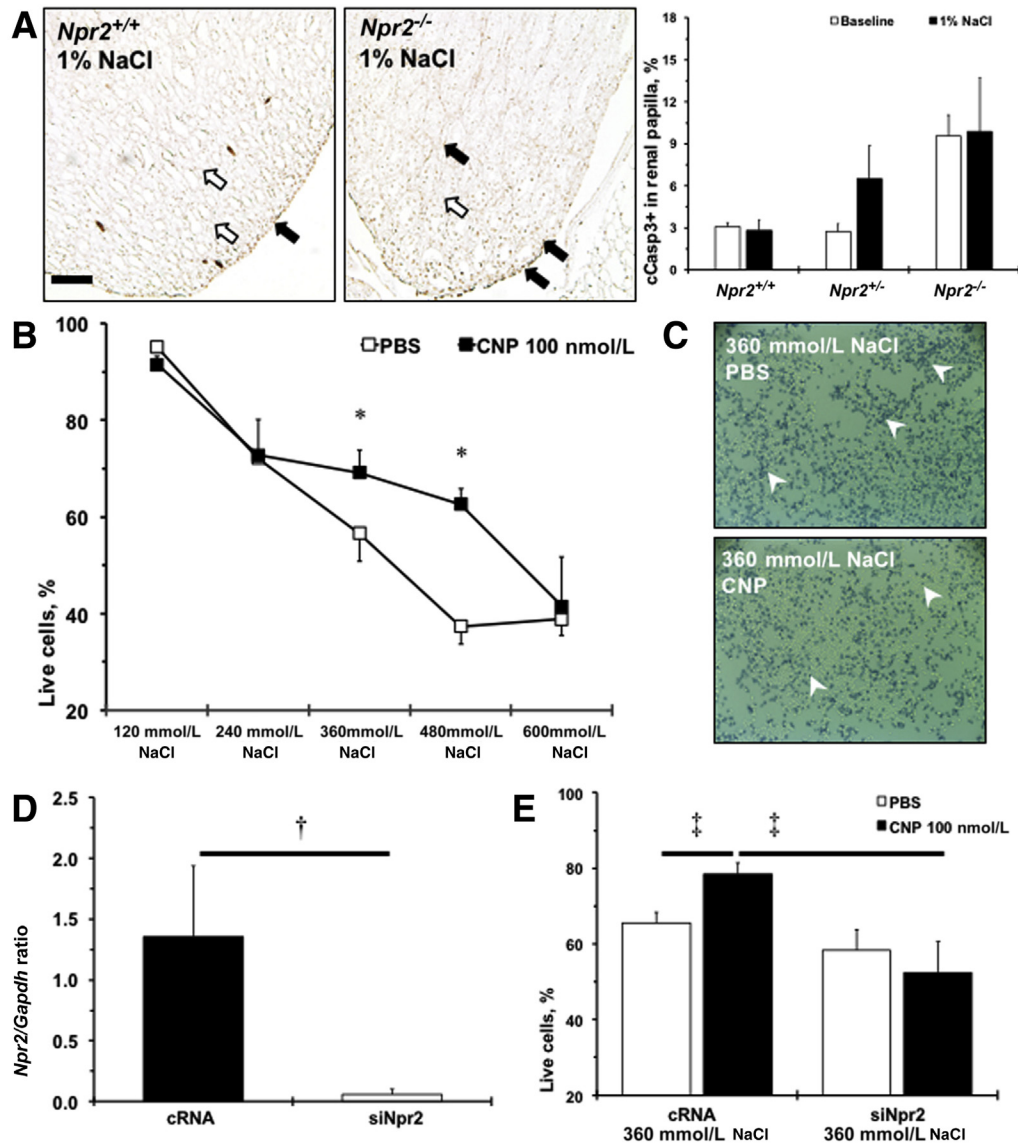 A
Npr2+/+
1% NaCl
Npr2-/-
1% NaCl
Baseline
1% NaCl
cCasp3+ in renal papilla, %
18
15
12
9
6
3
0
Npr2+/+
Npr2+/-
Npr2-/-
B
PBS
CNP 100 nmol/L
Live cells, %
100
80
60
40
20
*
*
120 mmol/L NaCl
240 mmol/L NaCl
360mmol/L NaCl
480mmol/L NaCl
600mmol/L NaCl
C
360 mmol/L NaCl
PBS
360 mmol/L NaCl
CNP
D
Npr2/Gapdh ratio
2.5
2.0
1.5
1.0
0.5
0.0
†
cRNA
siNpr2
E
PBS
CNP 100 nmol/L
Live cells, %
100
80
60
40
20
‡
‡
cRNA
360 mmol/L NaCl
siNpr2
360 mmol/L NaCl